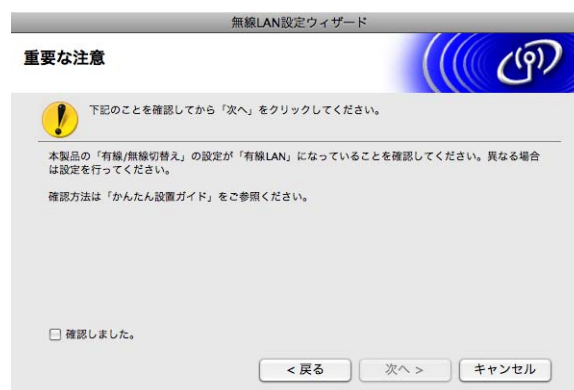 無線LAN設定ウィザード
重要な注意
下記のことを確認してから「次へ」をクリックしてください。
本製品の「有線/無線切替え」の設定が「有線LAN」になっていることを確認してください。異なる場合
は設定を行ってください。
確認方法は「かんたん設置ガイド」をご参照ください。
確認しました。
< 戻る
次へ >
キャンセル